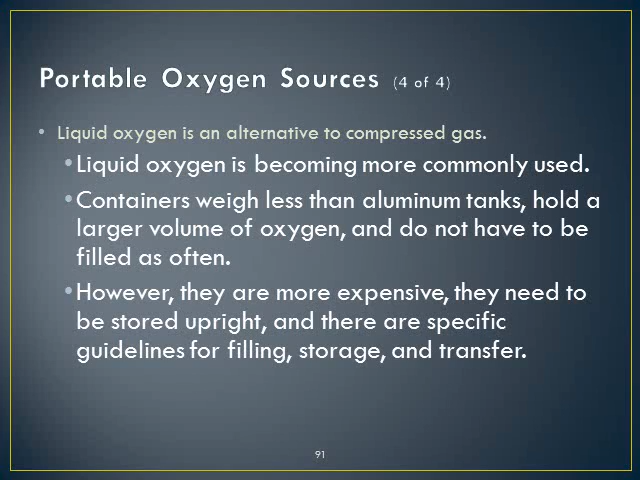 Portable Oxygen Sources (4 of 4)
• Liquid oxygen is an alternative to compressed gas.
• Liquid oxygen is becoming more commonly used.
• Containers weigh less than aluminum tanks, hold a
larger volume of oxygen, and do not have to be
filled as often.
• However, they are more expensive, they need to
be stored upright, and there are specific
guidelines for filling, storage, and transfer.
91